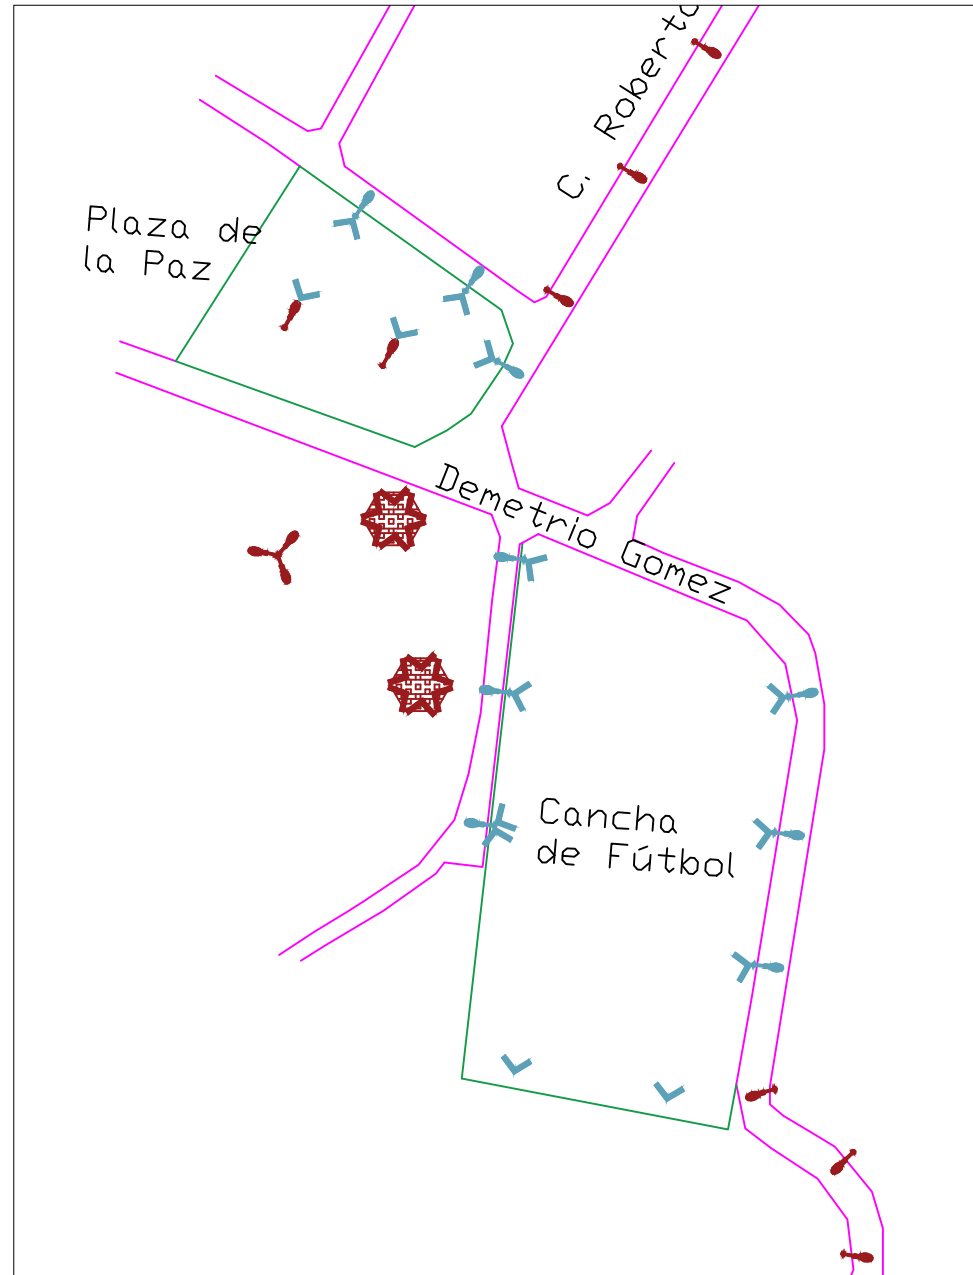 C. Roberto
Plaza de
la Paz
Demetrio Gomez
Cancha
de Fútbol